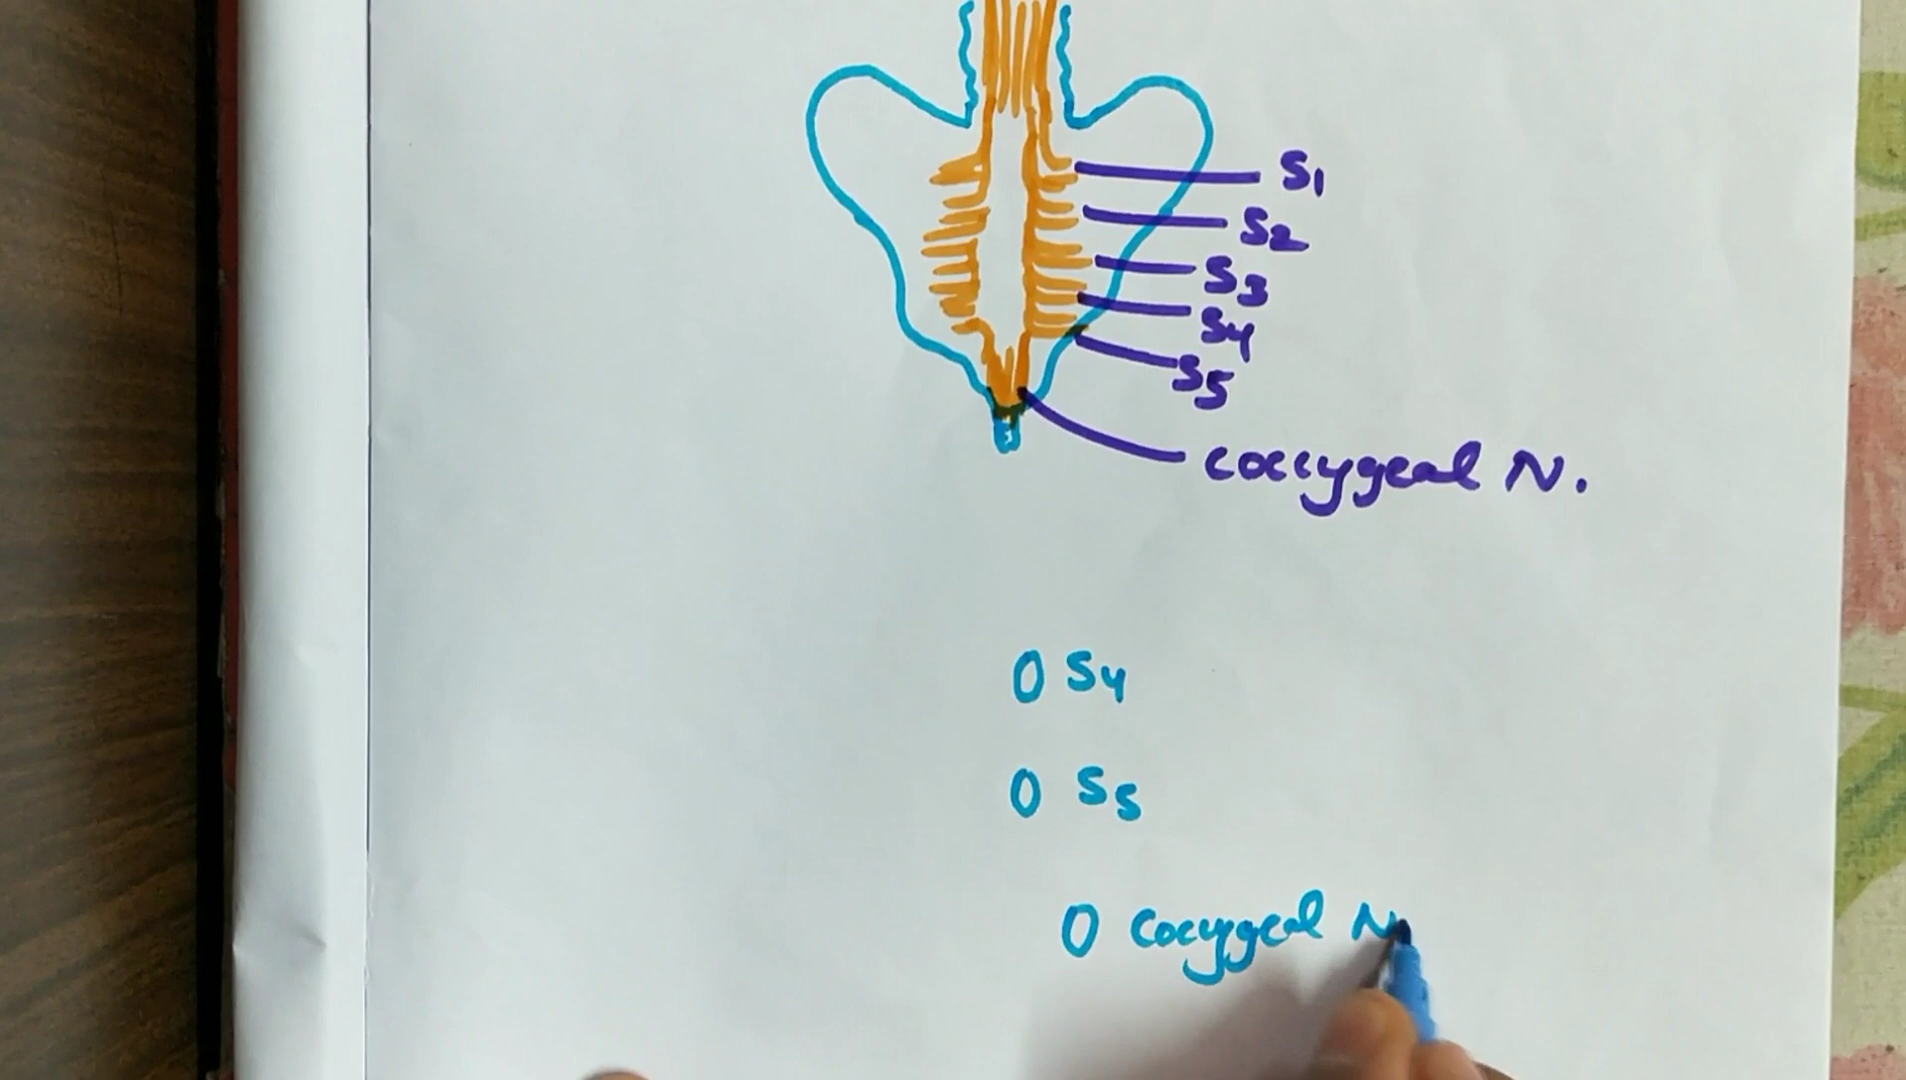 S1
S2
S3
S4
S5
coccygeal N.
0 S4
0 S5
0 Coccygeal N